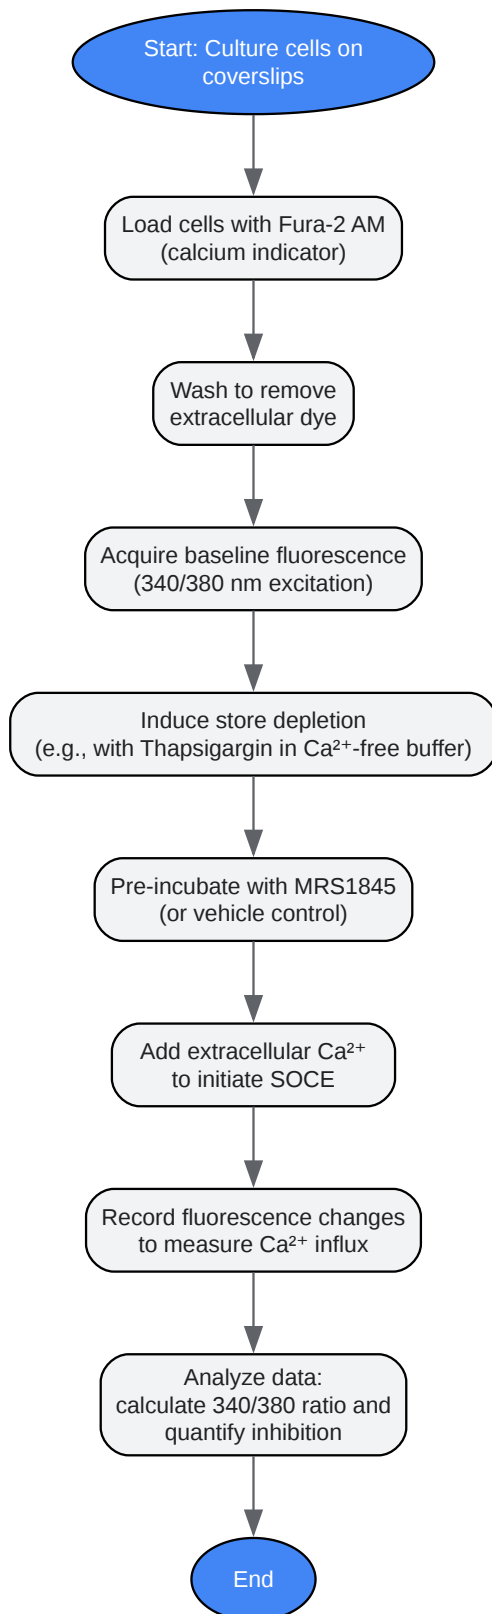 Start: Culture cells on
coverslips
Load cells with Fura-2 AM
(calcium indicator)
Wash to remove
extracellular dye
Acquire baseline fluorescence
(340/380 nm excitation)
Induce store depletion
(e.g., with Thapsigargin in Ca²⁺-free buffer)
Pre-incubate with MRS1845
(or vehicle control)
Add extracellular Ca²⁺
to initiate SOCE
Record fluorescence changes
to measure Ca²⁺ influx
Analyze data:
calculate 340/380 ratio and
quantify inhibition
End